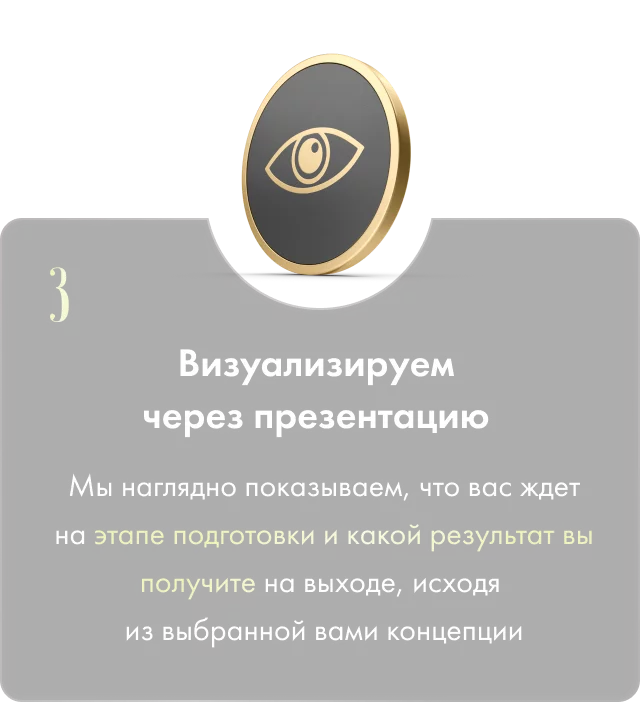 3
Визуализируем
через презентацию
Мы наглядно показываем, что вас ждет
на этапе подготовки и какой результат вы
получите на выходе, исходя
из выбранной вами концепции